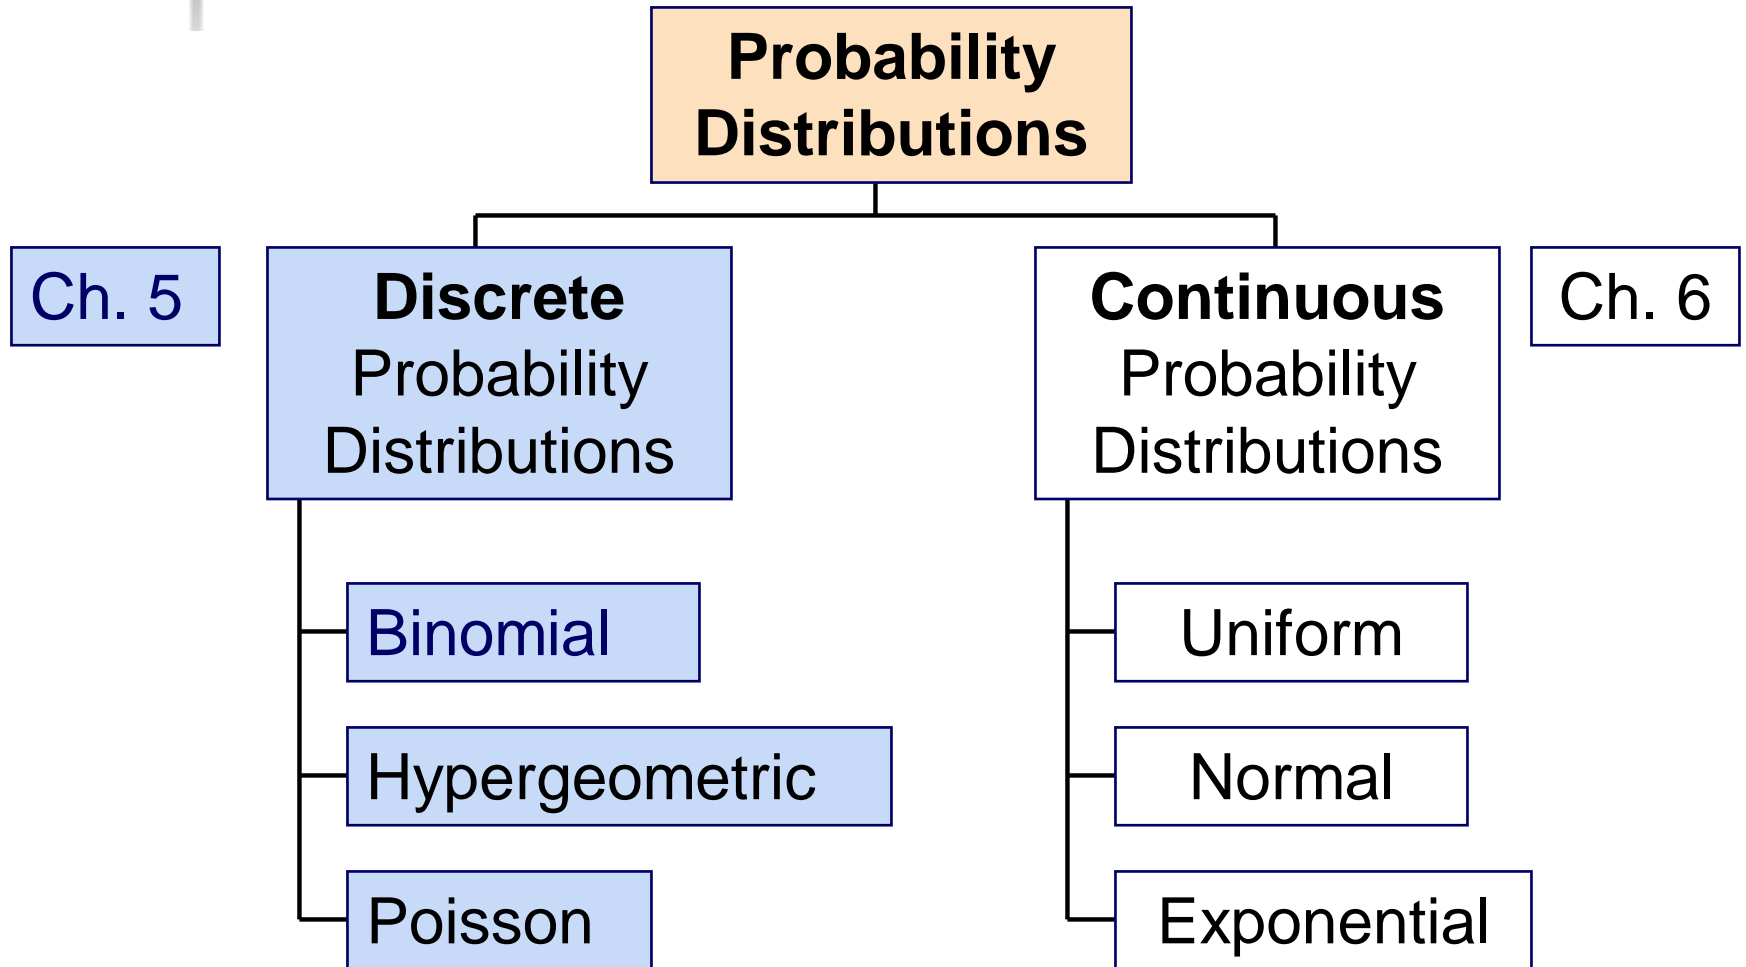 Probability
Distributions
Ch. 5
Discrete
Probability
Distributions
Continuous
Probability
Distributions
Ch. 6
Binomial
Hypergeometric
Poisson
Uniform
Normal
Exponential